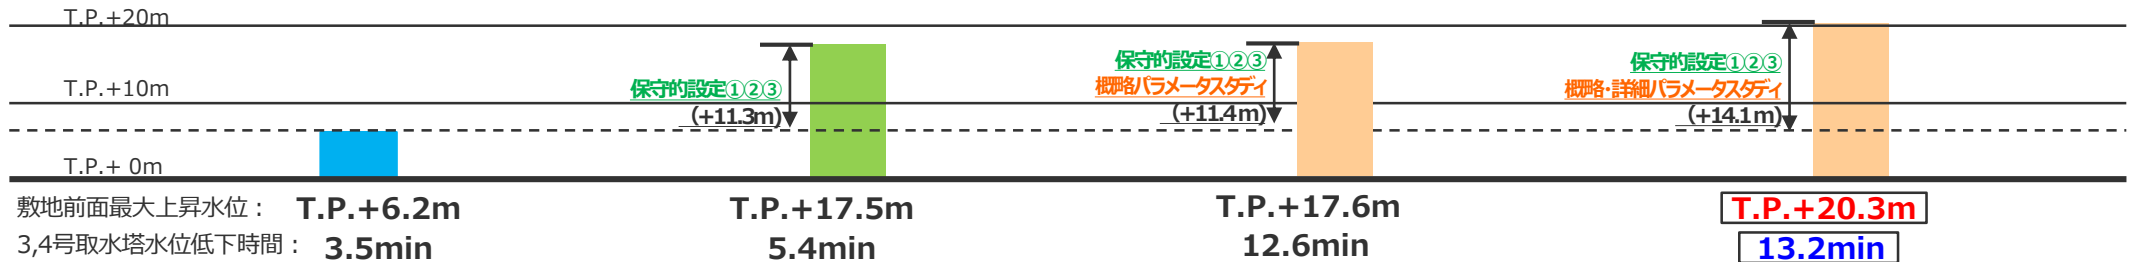 T.P.+20m
T.P.+10m
T.P.+ 0m
保守的設定①②③
(+11.3m)
保守的設定①②③
概略パラメータスタディ
(+11.4m)
保守的設定①②③
概略・詳細パラメータスタディ
(+14.1m)
敷地前面最大上昇水位: T.P.+6.2m T.P.+17.5m T.P.+17.6m T.P.+20.3m
3,4号取水塔水位低下時間: 3.5min 5.4min 12.6min 13.2min